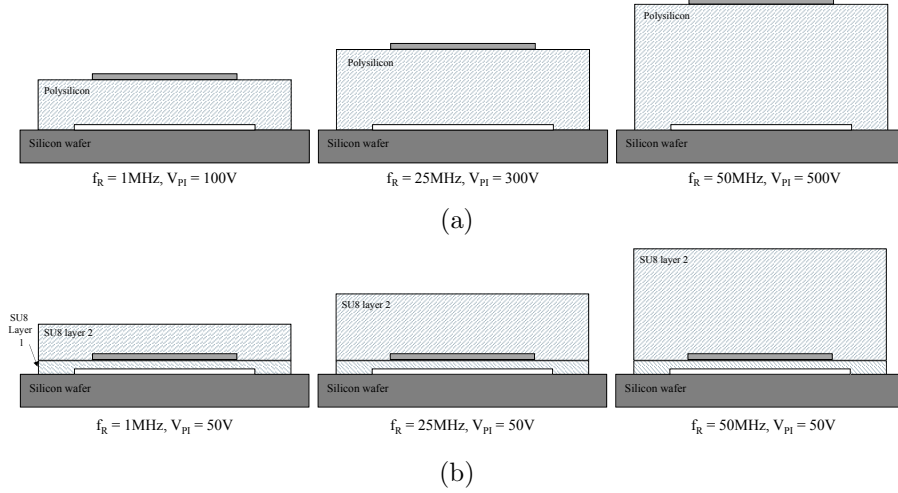 Polysilicon
Polysilicon
Polysilicon
Silicon wafer
Silicon wafer
Silicon wafer
f_R = 1MHz, V_PI = 100V
f_R = 25MHz, V_PI = 300V
f_R = 50MHz, V_PI = 500V
(a)
SU8 layer 2
SU8 layer 2
SU8
Layer
1
SU8 layer 2
Silicon wafer
Silicon wafer
Silicon wafer
f_R = 1MHz, V_PI = 50V
f_R = 25MHz, V_PI = 50V
f_R = 50MHz, V_PI = 50V
(b)